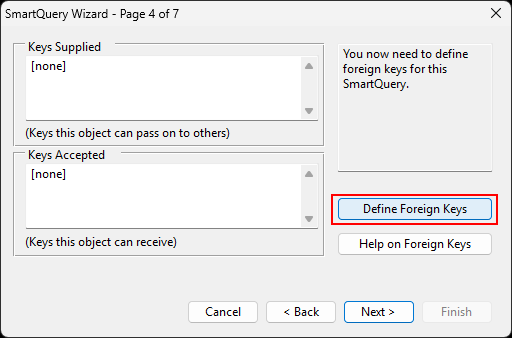 SmartQuery Wizard - Page 4 of 7
Keys Supplied
[none]
(Keys this object can pass on to others)
Keys Accepted
[none]
(Keys this object can receive)
You now need to define
foreign keys for this
SmartQuery.
Define Foreign Keys
Help on Foreign Keys
Cancel
< Back
Next >
Finish